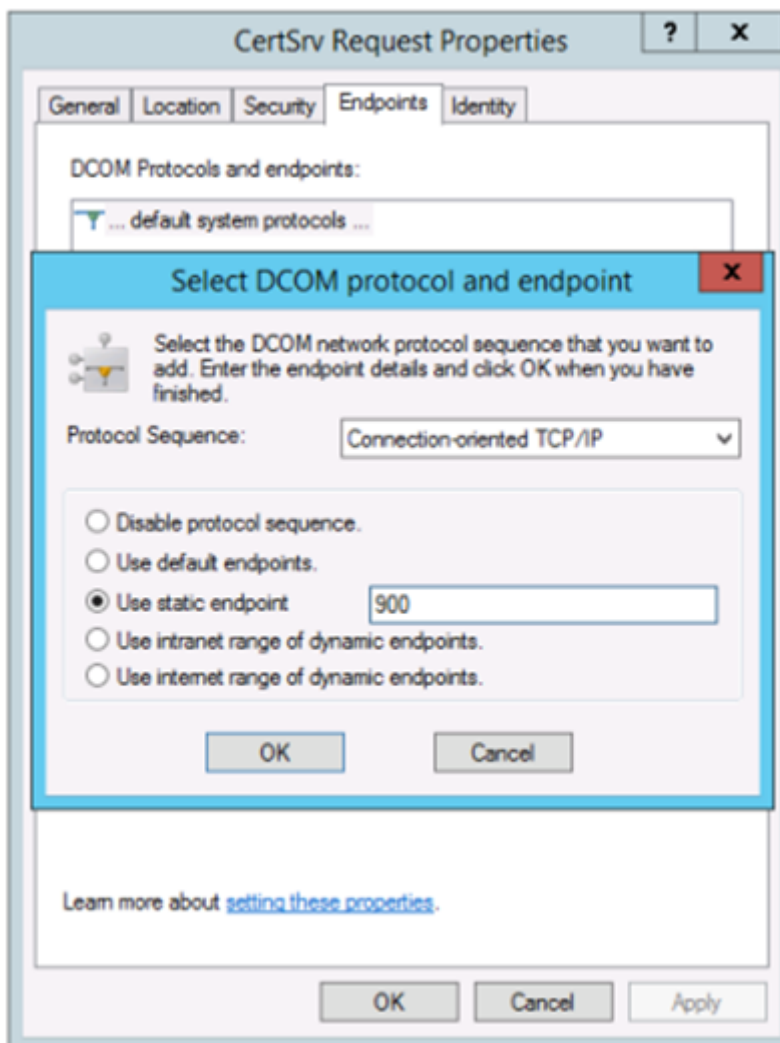 CertSrv Request Properties
? x
General Location Security Endpoints Identity
DCOM Protocols and endpoints:
... default system protocols ...
Select DCOM protocol and endpoint
x
Select the DCOM network protocol sequence that you want to
add. Enter the endpoint details and click OK when you have
finished.
Protocol Sequence: Connection-oriented TCP/IP
Disable protocol sequence.
Use default endpoints.
Use static endpoint 900
Use intranet range of dynamic endpoints.
Use internet range of dynamic endpoints.
OK Cancel
Learn more about setting these properties.
OK Cancel Apply